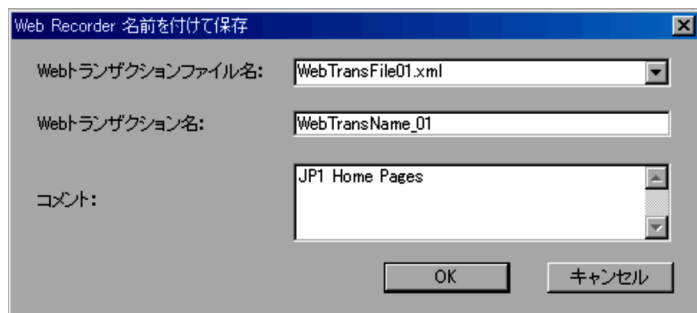 Web Recorder 名前を付けて保存
Webトランザクションファイル名: WebTransFile01.xml
Webトランザクション名: WebTransName_01
コメント: JP1 Home Pages
OK キャンセル